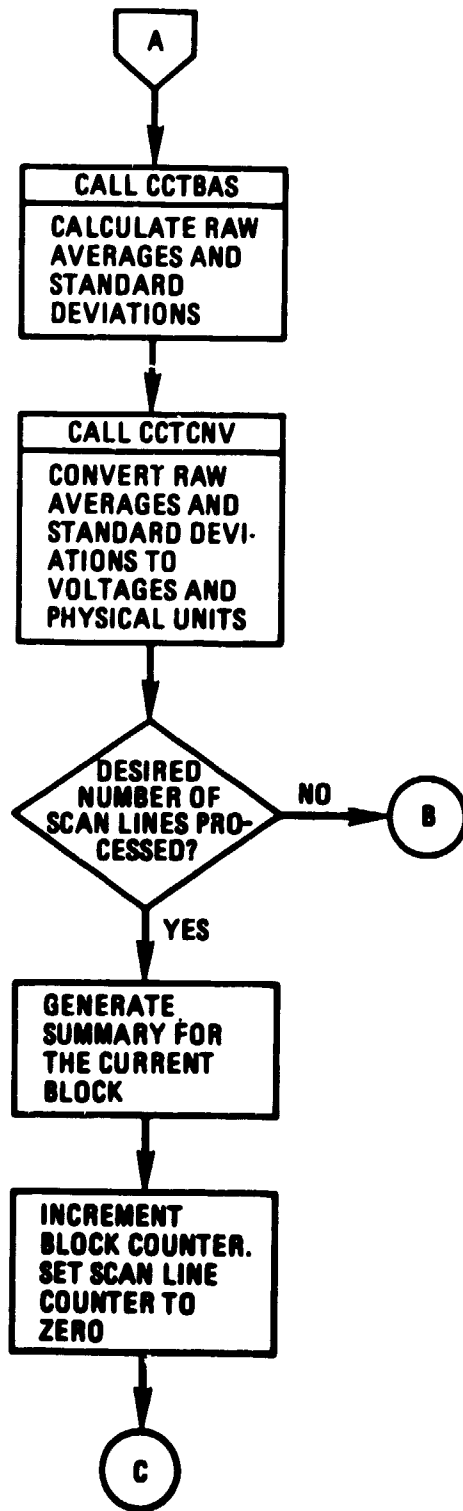 A
CALL CCTBAS
CALCULATE RAW
AVERAGES AND
STANDARD
DEVIATIONS
CALL CCTCNV
CONVERT RAW
AVERAGES AND
STANDARD DEVI-
ATIONS TO
VOLTAGES AND
PHYSICAL UNITS
DESIRED
NUMBER OF
SCAN LINES PRO-
CESSED?
NO
B
YES
GENERATE
SUMMARY FOR
THE CURRENT
BLOCK
INCREMENT
BLOCK COUNTER.
SET SCAN LINE
COUNTER TO
ZERO
C